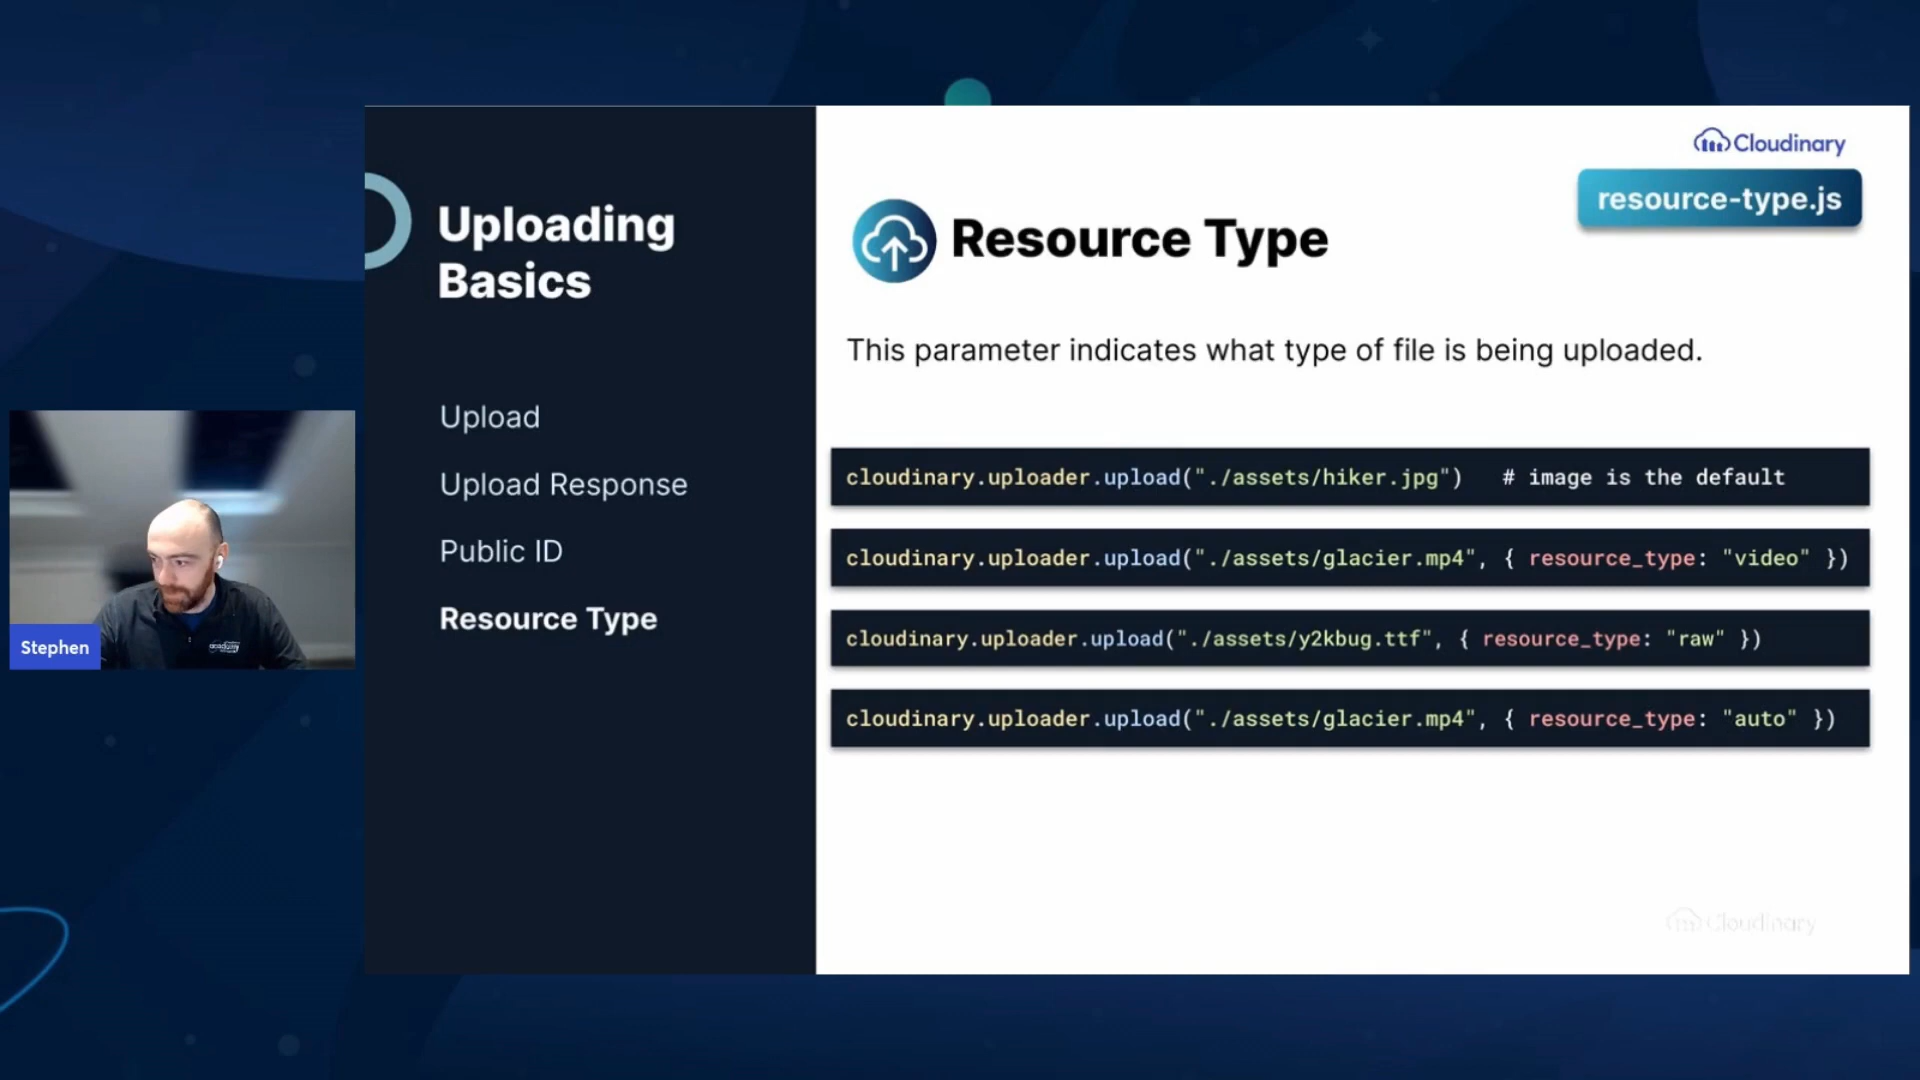 Uploading
Basics
Upload
Upload Response
Public ID
Resource Type
Stephen
academy
Cloudinary
resource-type.js
Resource Type
This parameter indicates what type of file is being uploaded.
cloudinary.uploader.upload("./assets/hiker.jpg")   # image is the default
cloudinary.uploader.upload("./assets/glacier.mp4", { resource_type: "video" })
cloudinary.uploader.upload("./assets/y2kbug.ttf", { resource_type: "raw" })
cloudinary.uploader.upload("./assets/glacier.mp4", { resource_type: "auto" })
Cloudinary